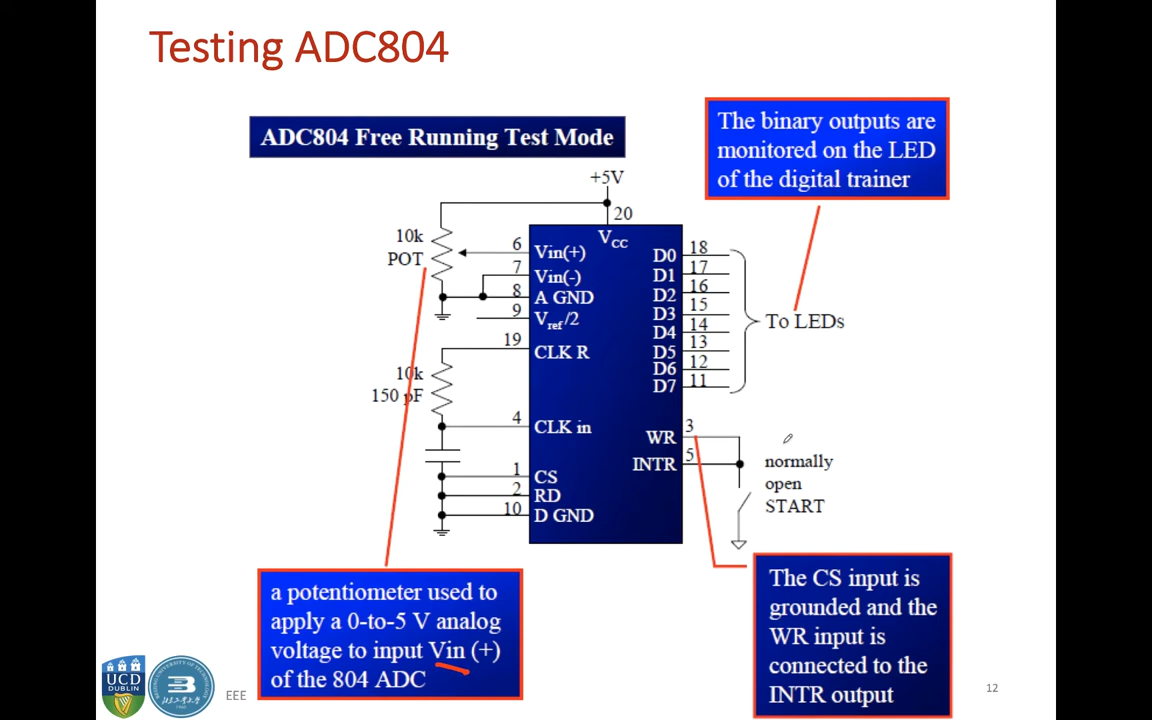 Testing ADC804
ADC804 Free Running Test Mode
The binary outputs are
monitored on the LED
of the digital trainer
+5V
20
VCC
10k
POT
6
Vin(+)
7
Vin(-)
8
A GND
9
Vref/2
19
CLK R
10k
150 pF
4
CLK in
1
CS
2
RD
10
D GND
D0
18
D1
17
D2
16
D3
15
D4
14
D5
13
D6
12
D7
11
To LEDs
WR
3
INTR
5
normally
open
START
a potentiometer used to
apply a 0-to-5 V analog
voltage to input Vin (+)
of the 804 ADC
The CS input is
grounded and the
WR input is
connected to the
INTR output
UCD
DUBLIN
EEE
12